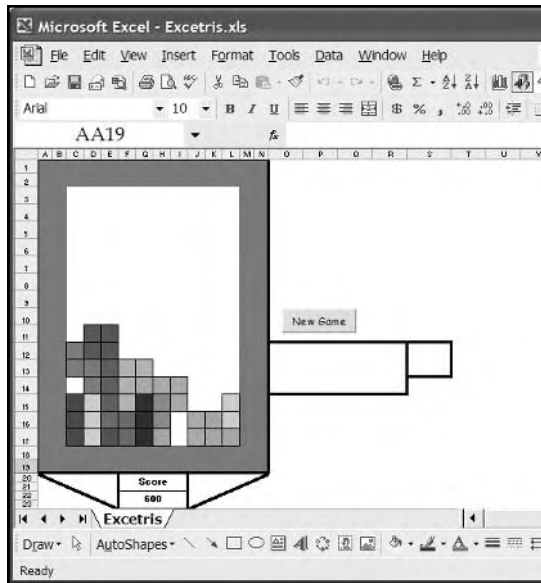 Microsoft Excel - Excetris.xls
File Edit View Insert Format Tools Data Window Help
Arial 10 B I U $ % ,
AA19 fx
A B C D E F G H I J K L M N O P Q R S T U V
1
2
3
4
5
6
7
8
9
10
New Game
11
12
13
14
15
16
17
18
19
20
Score
21
22
600
23
Excetris
Draw AutoShapes
Ready